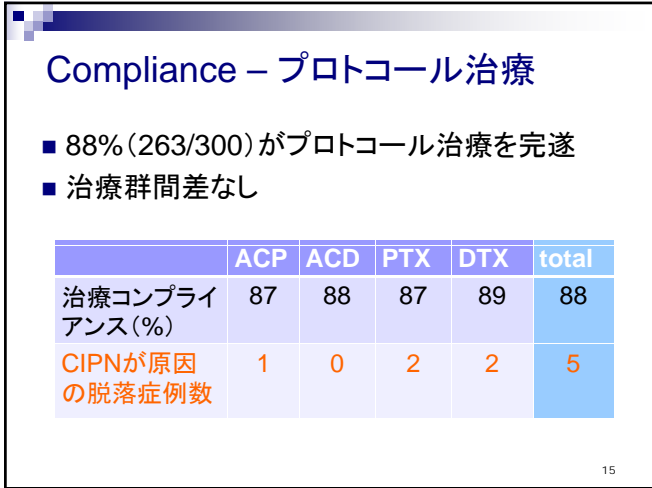 Compliance – プロトコール治療
■ 88%（263/300）がプロトコール治療を完遂
■ 治療群間差なし
ACP ACD PTX DTX total
治療コンプライ 87 88 87 89 88
アンス（%）
CIPNが原因 1 0 2 2 5
の脱落症例数
15